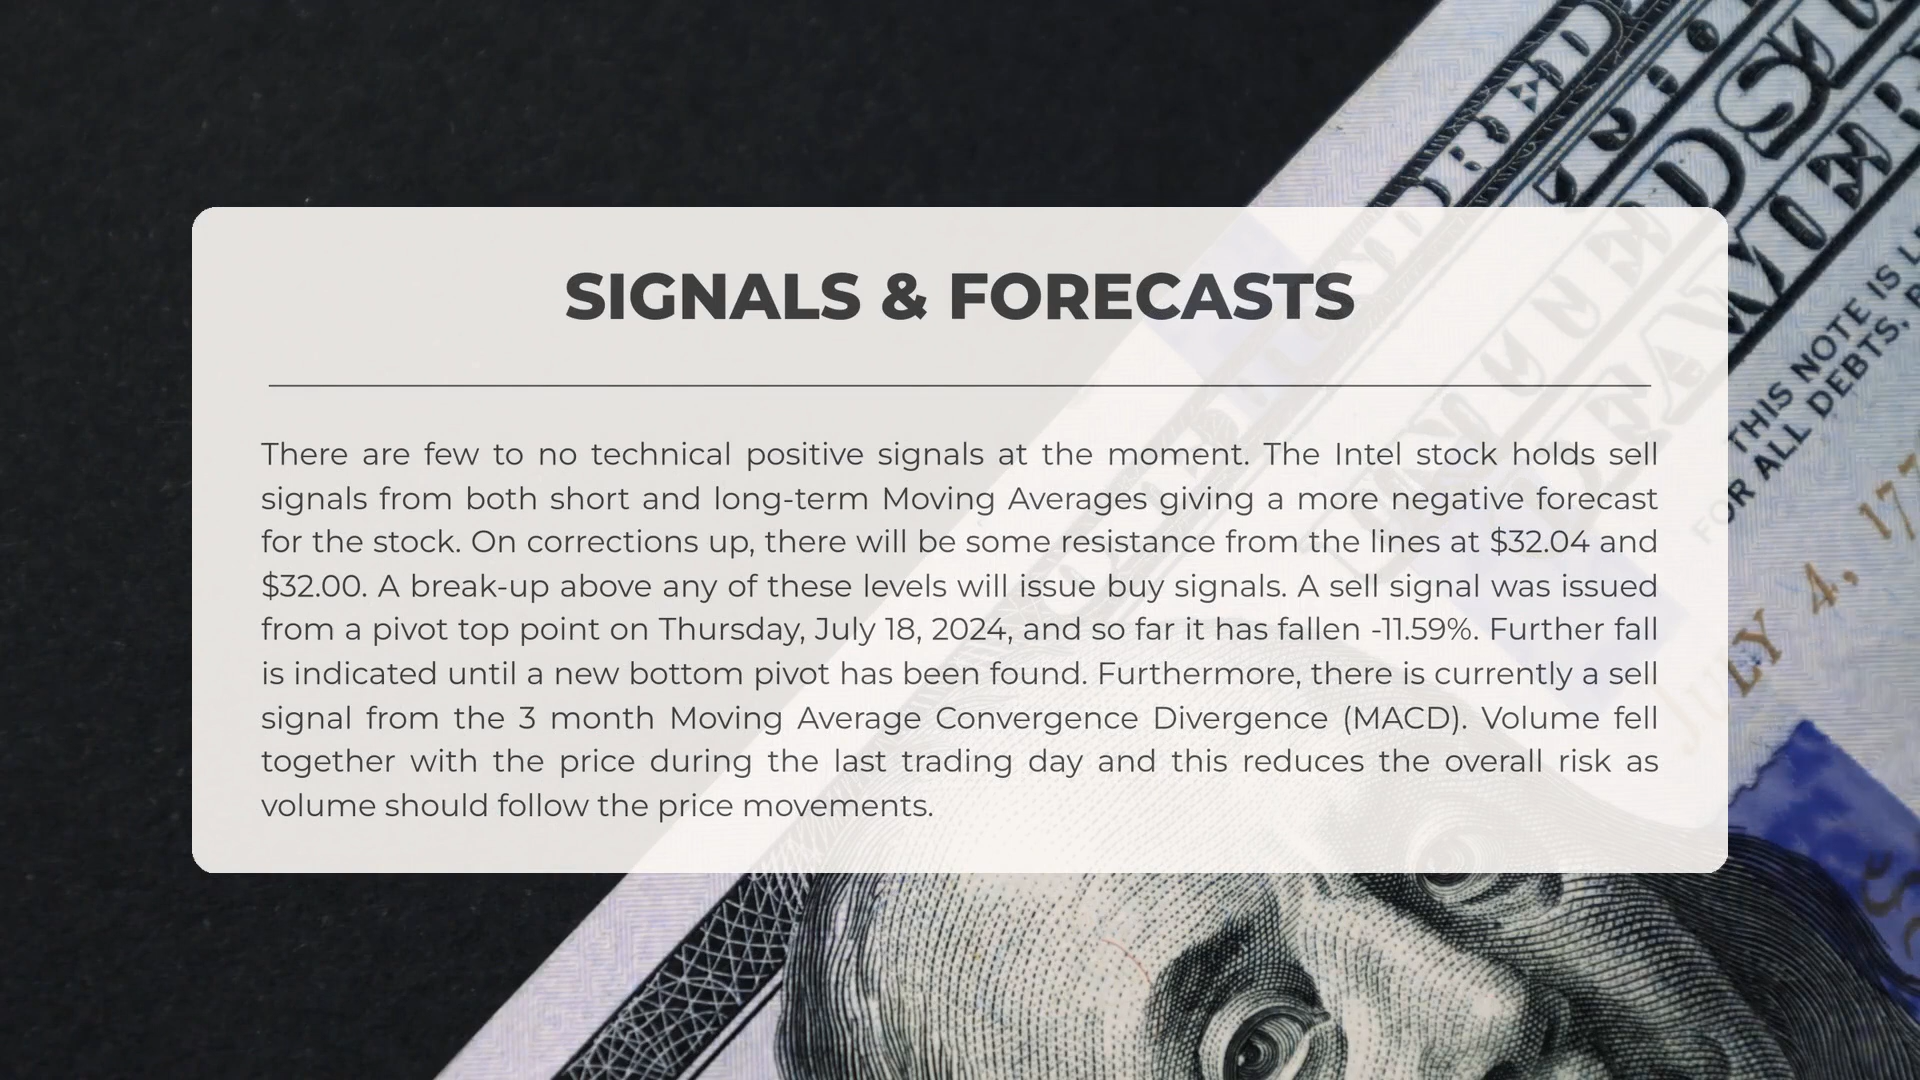 SIGNALS & FORECASTS
There are few to no technical positive signals at the moment. The Intel stock holds sell
signals from both short and long-term Moving Averages giving a more negative forecast
for the stock. On corrections up, there will be some resistance from the lines at $32.04 and
$32.00. A break-up above any of these levels will issue buy signals. A sell signal was issued
from a pivot top point on Thursday, July 18, 2024, and so far it has fallen -11.59%. Further fall
is indicated until a new bottom pivot has been found. Furthermore, there is currently a sell
signal from the 3 month Moving Average Convergence Divergence (MACD). Volume fell
together with the price during the last trading day and this reduces the overall risk as
volume should follow the price movements.
THIS NOTE IS
FOR ALL DEBTS,
JULY 4,